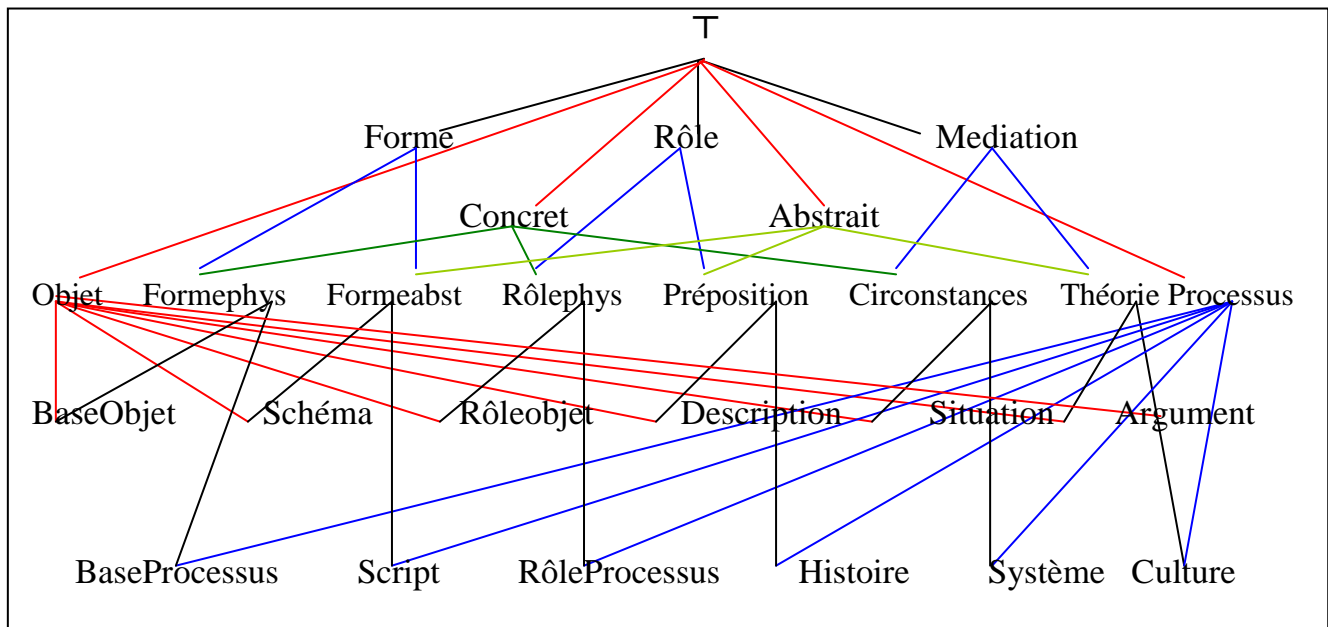 ⊤
Forme Rôle Mediation
Concret Abstrait
Objet Formephys Formeabst Rôlephys Préposition Circonstances Théorie Processus
BaseObjet Schéma Rôleobjet Description Situation Argument
BaseProcessus Script RôleProcessus Histoire Système Culture